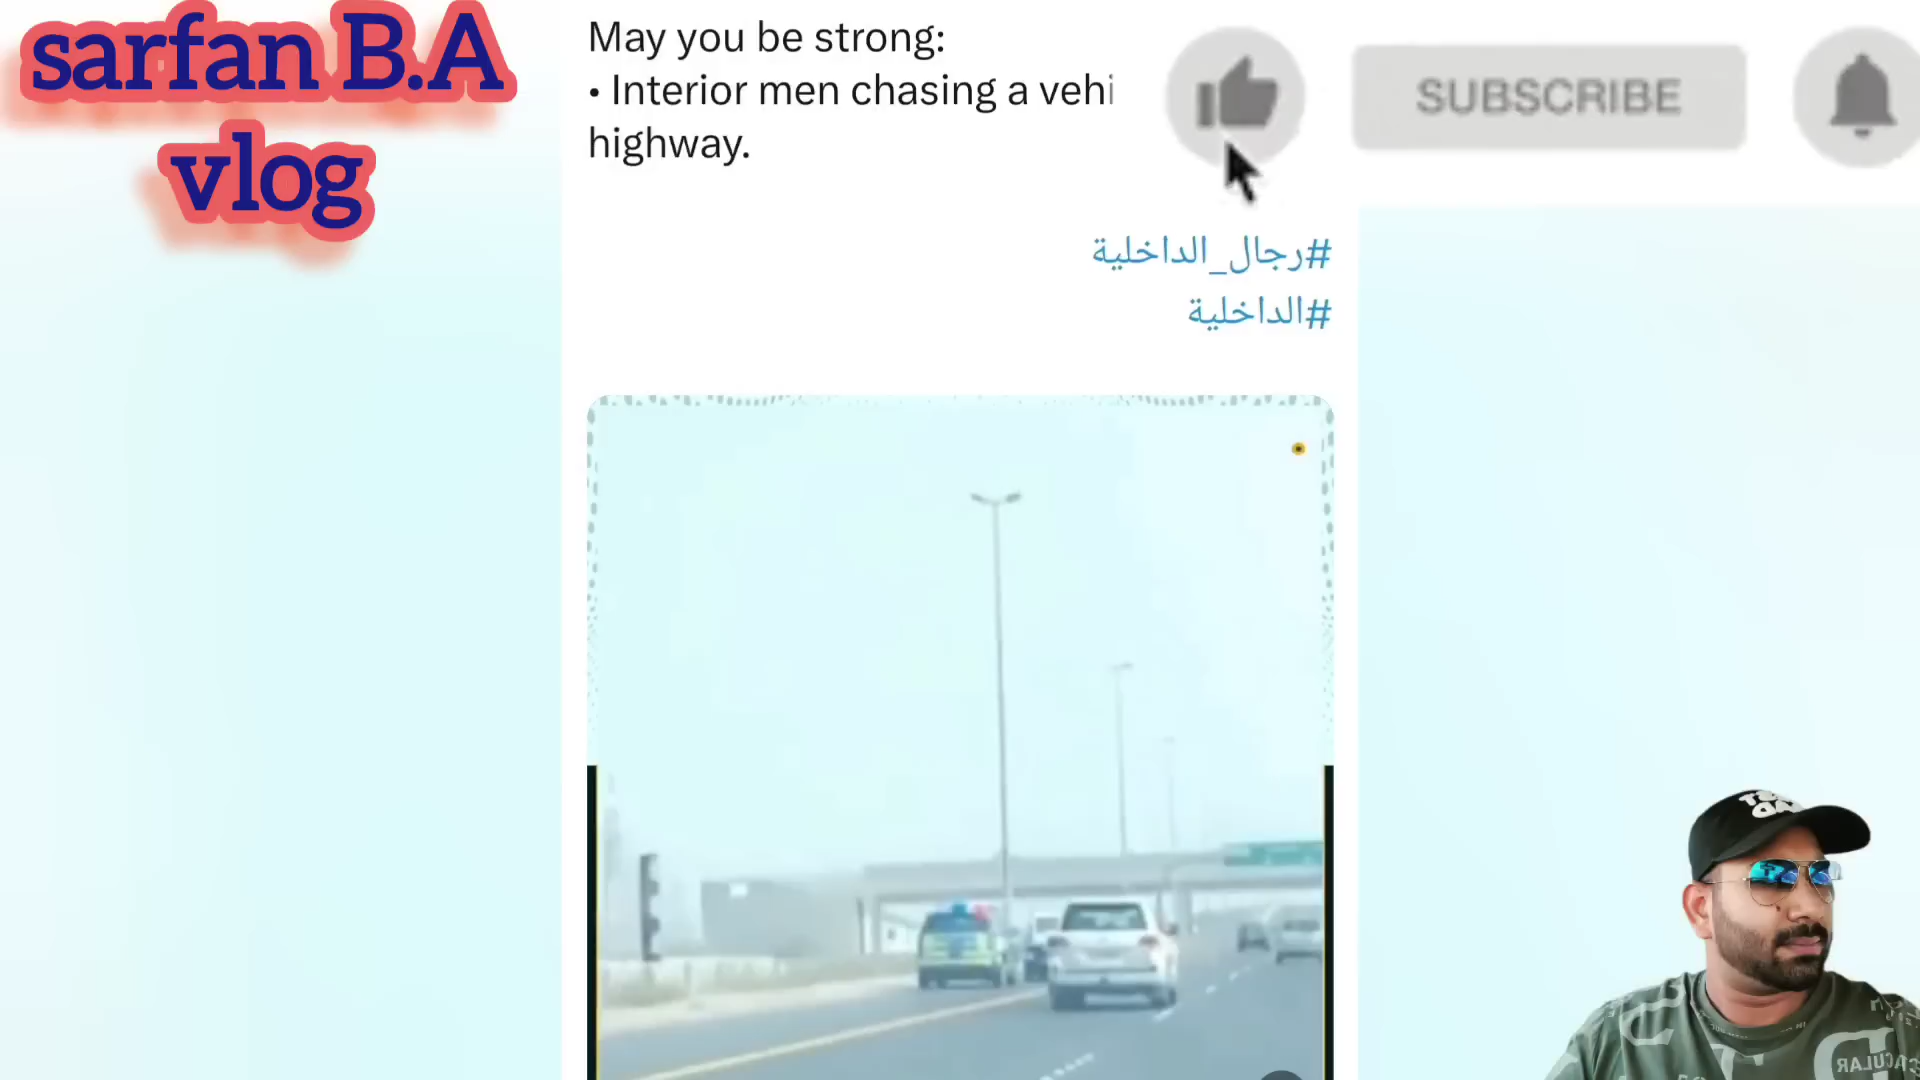 sarfan B.A
vlog
May you be strong:
• Interior men chasing a vehi
highway.
SUBSCRIBE
#رجال_الداخلية
#الداخلية